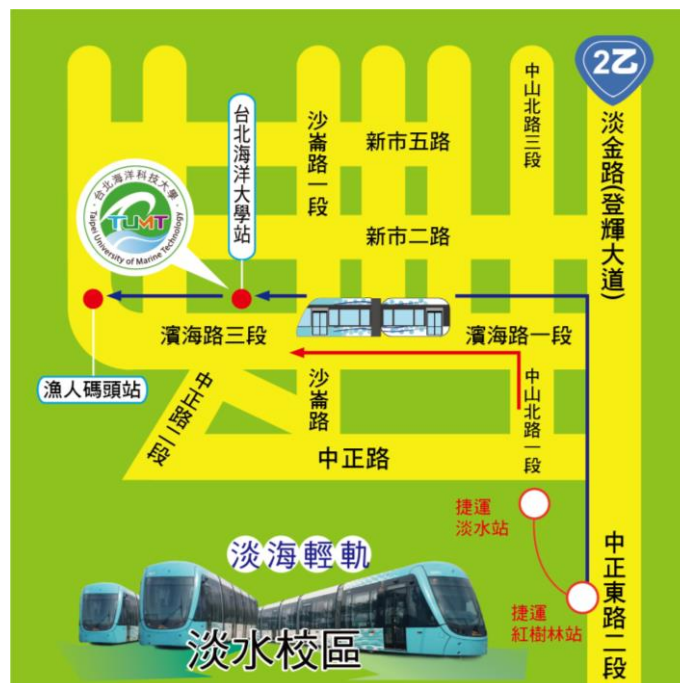 2乙
中山北路三段
淡金路(登輝大道)
台北海洋大學站
沙崙路一段
新市五路
台北海洋科技大學
TUMT
Taipei University of Marine Technology
新市二路
濱海路三段
濱海路一段
漁人碼頭站
中正路二段
沙崙路
中山北路一段
中正路
捷運
淡水站
淡海輕軌
中正東路二段
捷運
紅樹林站
淡水校區